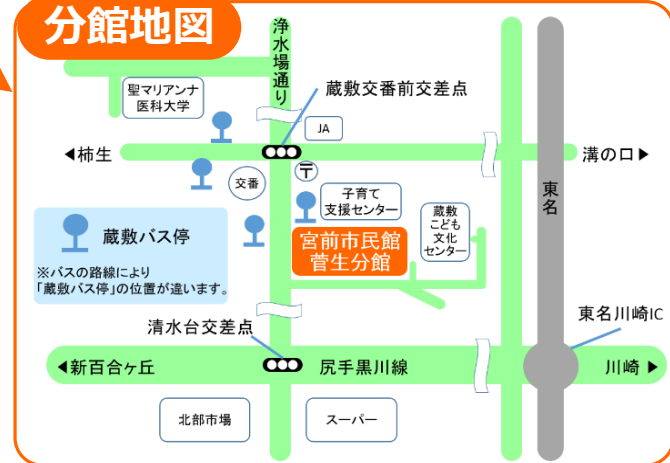 分館地図
浄水場通り
聖マリアンナ
医科大学
蔵敷交番前交差点
JA
◀柿生
溝の口▶
交番
〒
東名
子育て
支援センター
蔵敷
こども
文化
センター
蔵敷バス停
※バスの路線により
「蔵敷バス停」の位置が違います。
宮前市民館
菅生分館
清水台交差点
東名川崎IC
◀新百合ヶ丘
尻手黒川線
川崎▶
北部市場
スーパー